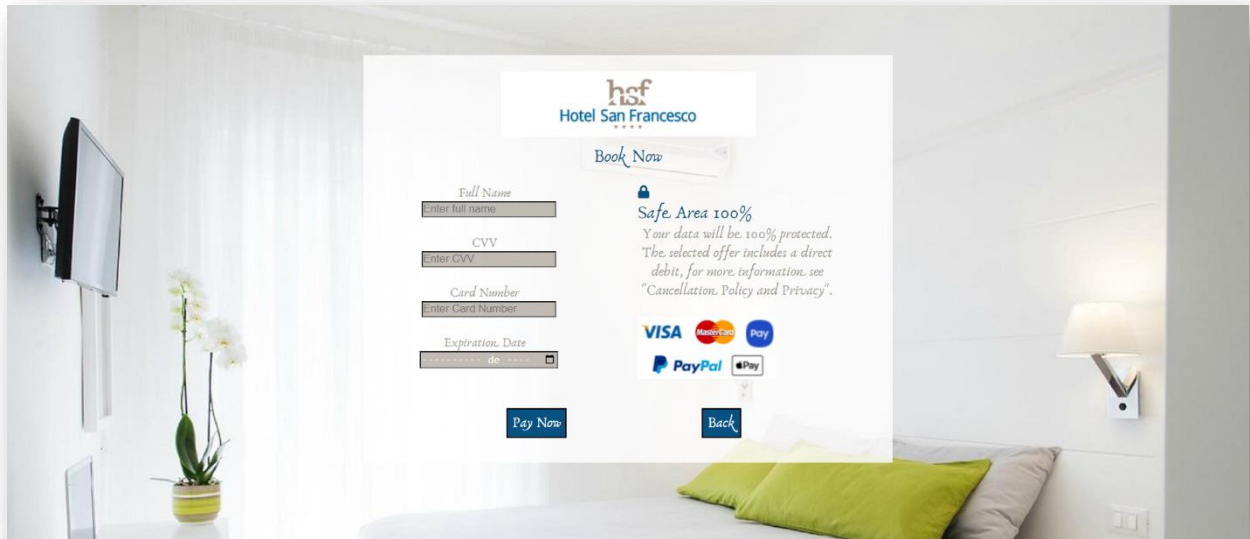 hsf
Hotel San Francesco
Book Now
Full Name
Enter full name
CVV
Enter CVV
Card Number
Enter Card Number
Expiration Date
---------- de ----
Safe Area 100%
Your data will be 100% protected.
The selected offer includes a direct
debit, for more information see
"Cancellation Policy and Privacy".
VISA MasterCard Pay
PayPal Pay
Pay Now
Back